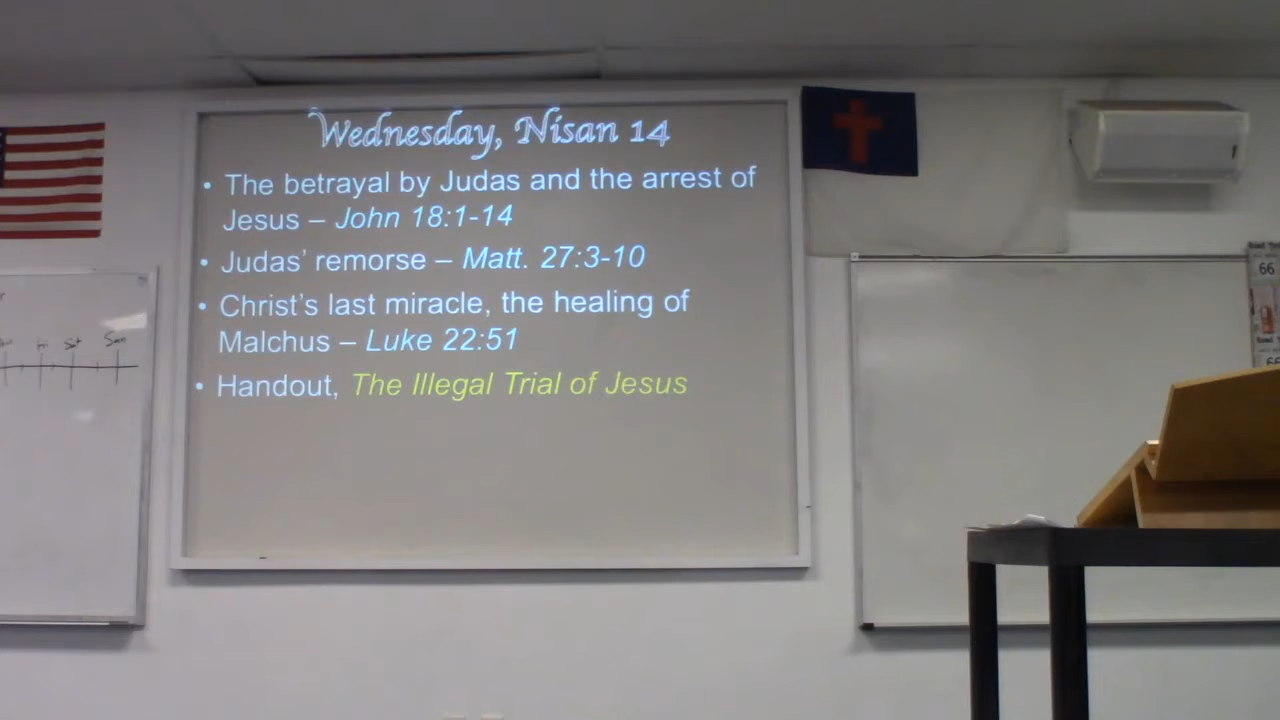 Wednesday, Nisan 14
• The betrayal by Judas and the arrest of
Jesus – John 18:1-14
• Judas’ remorse – Matt. 27:3-10
• Christ’s last miracle, the healing of
Malchus – Luke 22:51
• Handout, The Illegal Trial of Jesus
Fri Sat Sun
66
66